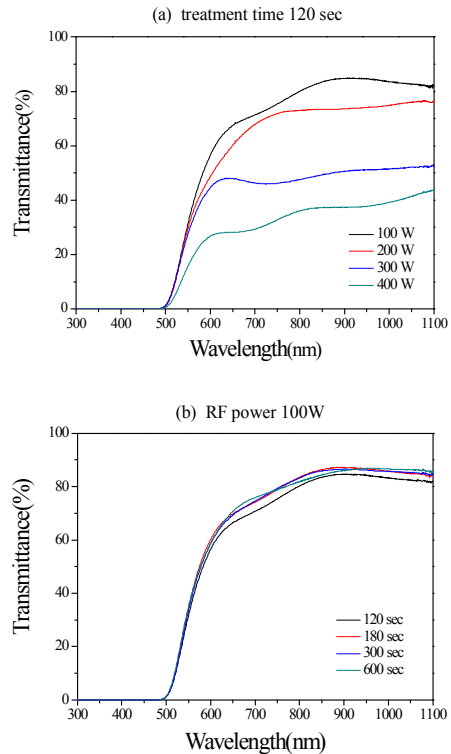 (a) treatment time 120 sec
100
80
60
40
20
0
Transmittance(%)
100 W
200 W
300 W
400 W
300 400 500 600 700 800 900 1000 1100
Wavelength(nm)
(b) RF power 100W
100
80
60
40
20
0
Transmittance(%)
120 sec
180 sec
300 sec
600 sec
300 400 500 600 700 800 900 1000 1100
Wavelength(nm)